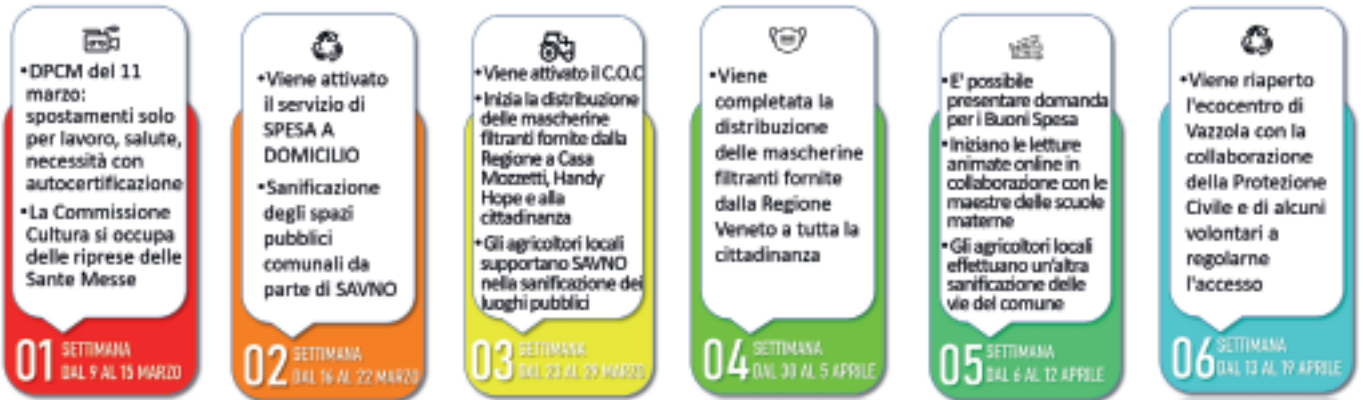 •DPCM del 11
marzo:
spostamenti solo
per lavoro, salute,
necessità con
autocertificazione
•La Commissione
Cultura si occupa
delle riprese delle
Sante Messe
01 SETTIMANA
DAL 9 AL 15 MARZO
•Viene attivato
il servizio di
SPESA A
DOMICILIO
•Sanificazione
degli spazi
pubblici
comunali da
parte di SAVNO
02 SETTIMANA
DAL 16 AL 22 MARZO
•Viene attivato il C.O.C
•Inizia la distribuzione
delle mascherine
filtranti fornite dalla
Regione a Casa
Mozzetti, Handy
Hope e alla
cittadinanza
•Gli agricoltori locali
supportano SAVNO
nella sanificazione dei
luoghi pubblici
03 SETTIMANA
DAL 23 AL 29 MARZO
•Viene
completata la
distribuzione
delle mascherine
filtranti fornite
dalla Regione
Veneto a tutta la
cittadinanza
04 SETTIMANA
DAL 30 AL 5 APRILE
•E' possibile
presentare domanda
per i Buoni Spesa
•Iniziano le letture
animate online in
collaborazione con le
maestre delle scuole
materne
•Gli agricoltori locali
effettuano un'altra
sanificazione delle
vie del comune
05 SETTIMANA
DAL 6 AL 12 APRILE
•Viene riaperto
l'ecocentro di
Vazzola con la
collaborazione
della Protezione
Civile e di alcuni
volontari a
regolarne
l'accesso
06 SETTIMANA
DAL 13 AL 19 APRILE